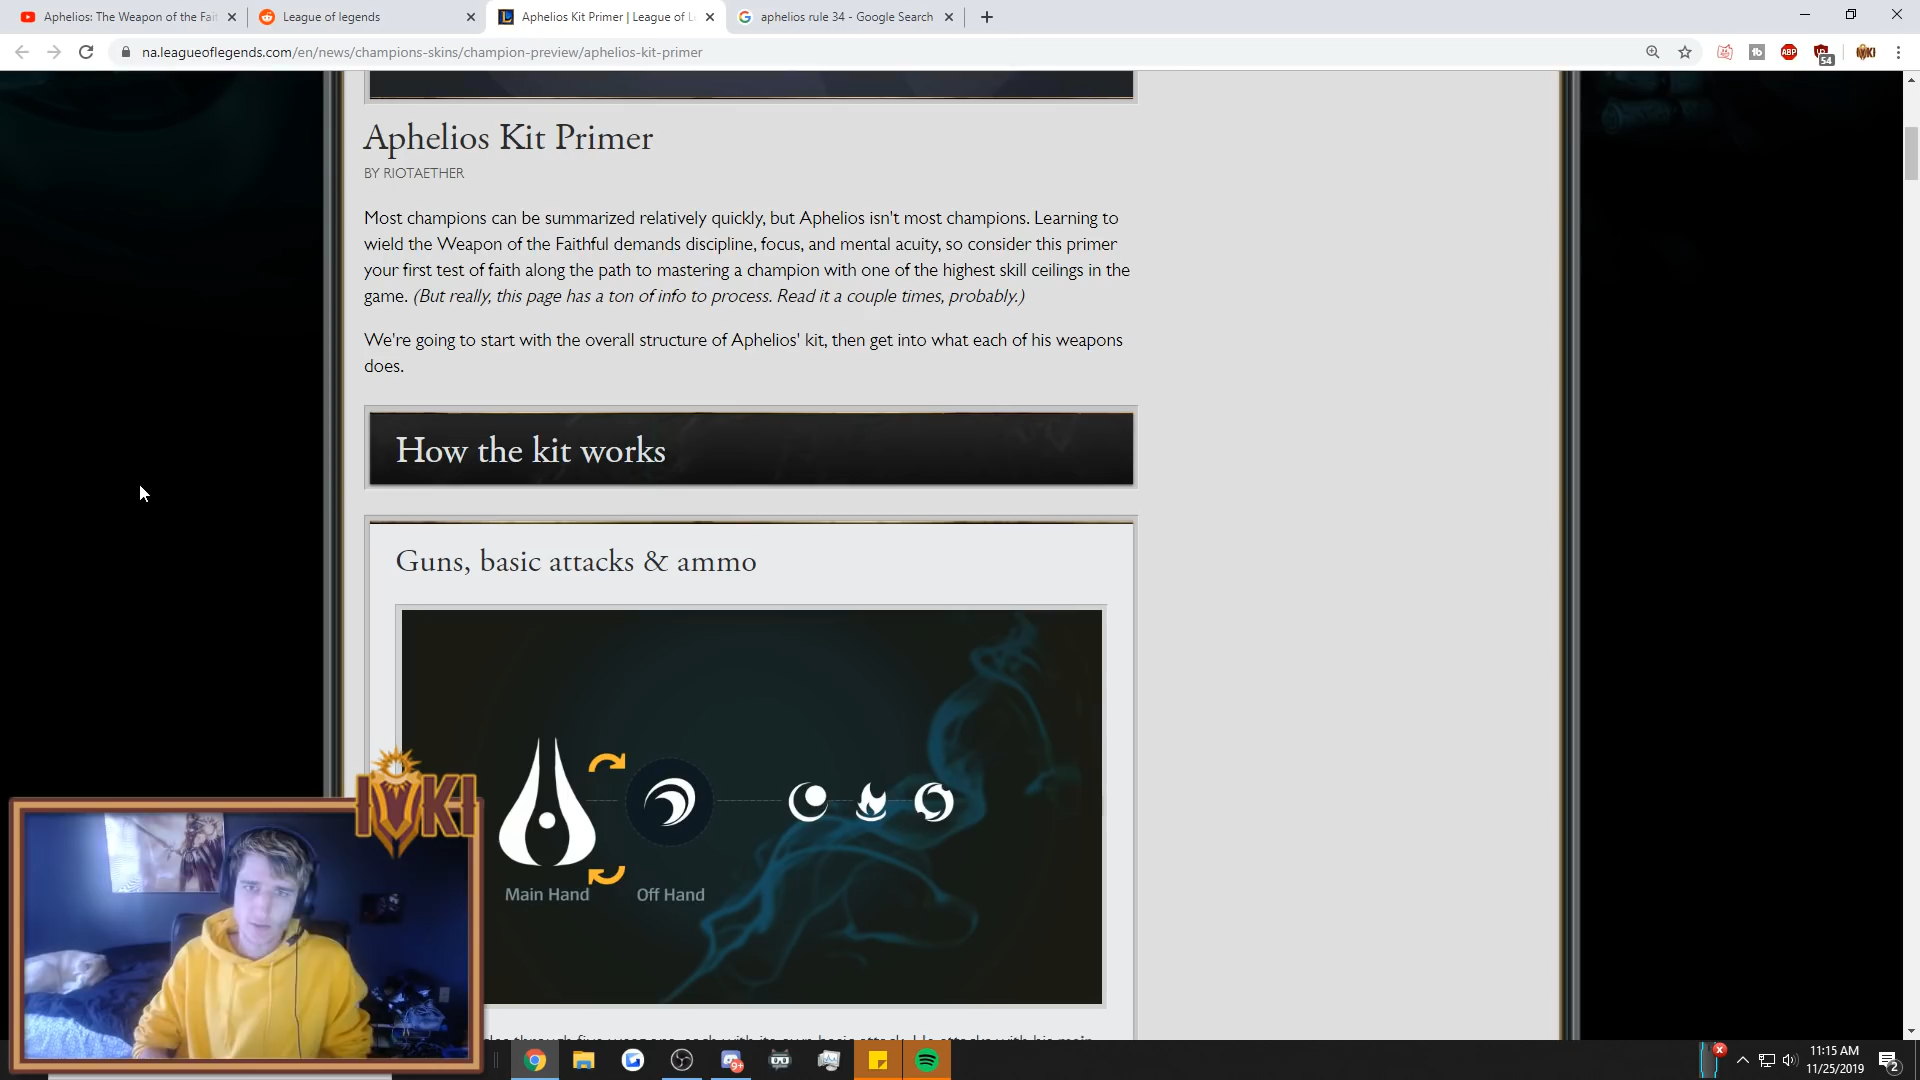 Aphelios: The Weapon of the Fai
League of legends
Aphelios Kit Primer | League of L
aphelios rule 34 - Google Search
na.leagueoflegends.com/en/news/champions-skins/champion-preview/aphelios-kit-primer
ABP
54
Aphelios Kit Primer
BY RIOTAETHER
Most champions can be summarized relatively quickly, but Aphelios isn't most champions. Learning to
wield the Weapon of the Faithful demands discipline, focus, and mental acuity, so consider this primer
your first test of faith along the path to mastering a champion with one of the highest skill ceilings in the
game. (But really, this page has a ton of info to process. Read it a couple times, probably.)
We're going to start with the overall structure of Aphelios' kit, then get into what each of his weapons
does.
How the kit works
Guns, basic attacks & ammo
Main Hand
Off Hand
IVKI
11:15 AM
11/25/2019
2